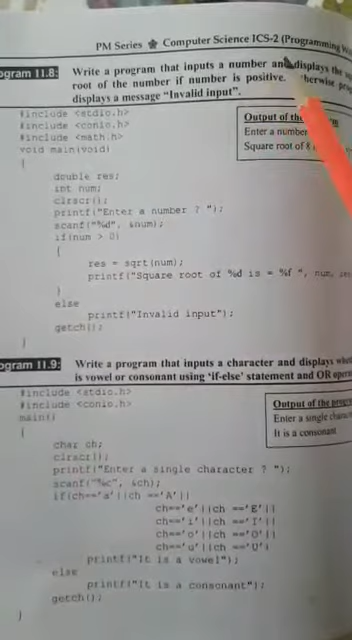 PM Series ★ Computer Science ICS-2 (Programming
ogram 11.8: Write a program that inputs a number and displays the
root of the number if number is positive.
displays a message "Invalid input".
#include <stdio.h>
#include <conio.h>
#include <math.h>
void main(void)
{
double res;
int num;
clrscr();
printf("Enter a number ? ");
scanf("%d", &num);
if(num > 0)
{
res = sqrt(num);
printf("Square root of %d is = %f ", num, res
}
else
printf("Invalid input");
getch();
}
Output of the
Enter a number
Square root of 8
ogram 11.9: Write a program that inputs a character and displays
is vowel or consonant using 'if-else' statement and OR
#include <stdio.h>
#include <conio.h>
main()
{
char ch;
clrscr();
printf("Enter a single character ? ");
scanf("%c", &ch);
if(ch=='a'||ch =='A'||
ch=='e'||ch =='E'||
ch=='i'||ch =='I'||
ch=='o'||ch =='O'||
ch=='u'||ch =='U')
printf("It is a vowel");
else
printf("It is a consonant");
getch();
}
Output of the
Enter a single
It is a consonant